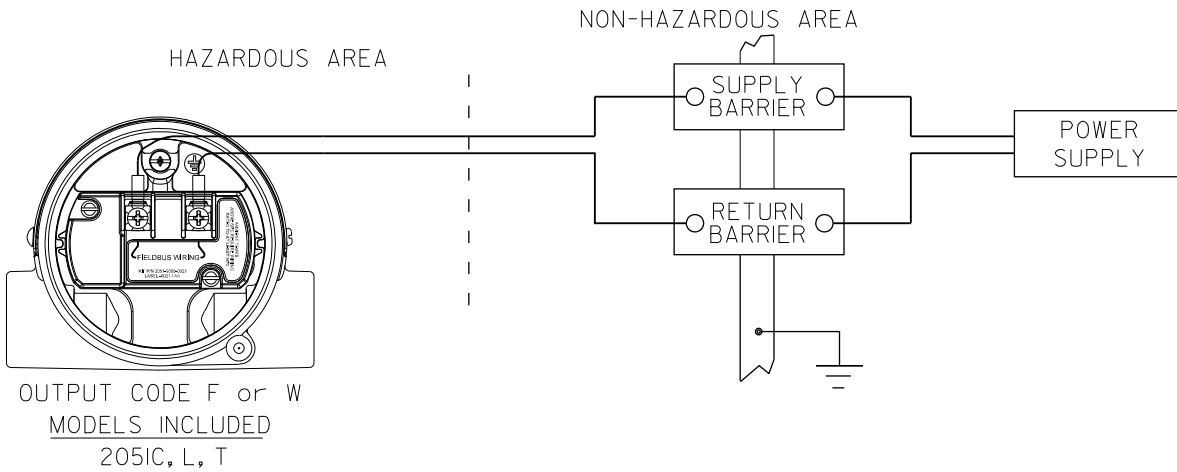 NON-HAZARDOUS AREA
HAZARDOUS AREA
SUPPLY
BARRIER
POWER
SUPPLY
RETURN
BARRIER
FIELDBUS WIRING
OUTPUT CODE F or W
MODELS INCLUDED
2051C, L, T